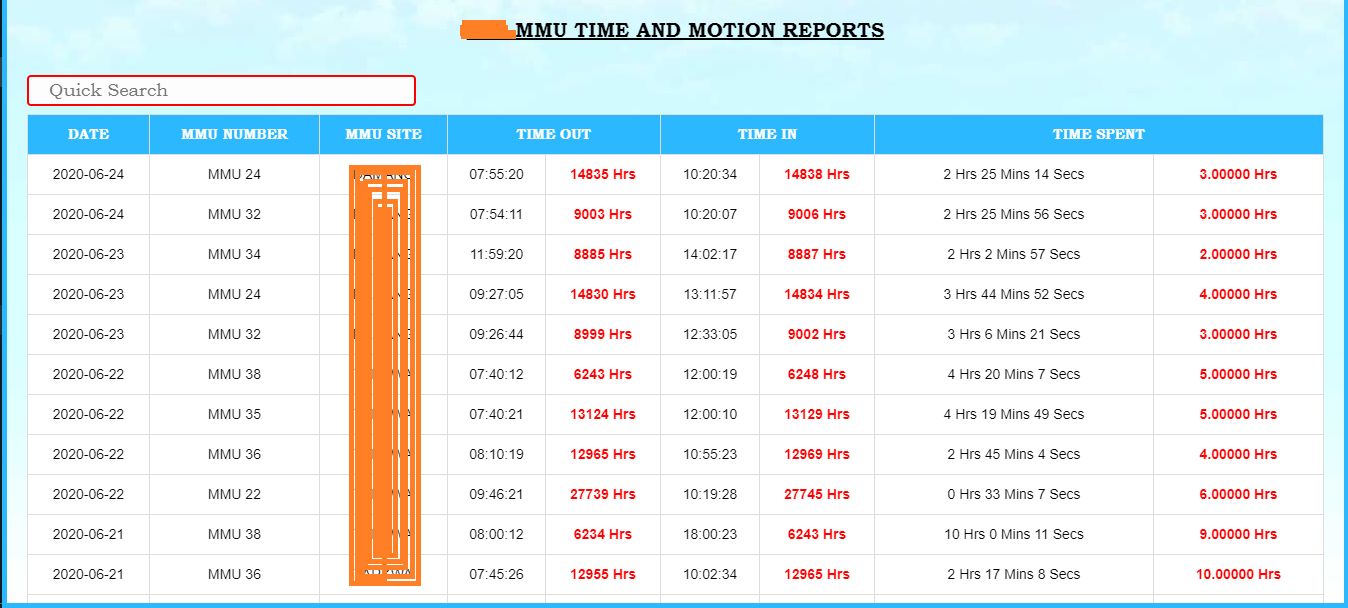 MMU TIME AND MOTION REPORTS
Quick Search
DATE MMU NUMBER MMU SITE TIME OUT TIME IN TIME SPENT
2020-06-24 MMU 24 07:55:20 14835 Hrs 10:20:34 14838 Hrs 2 Hrs 25 Mins 14 Secs 3.00000 Hrs
2020-06-24 MMU 32 07:54:11 9003 Hrs 10:20:07 9006 Hrs 2 Hrs 25 Mins 56 Secs 3.00000 Hrs
2020-06-23 MMU 34 11:59:20 8885 Hrs 14:02:17 8887 Hrs 2 Hrs 2 Mins 57 Secs 2.00000 Hrs
2020-06-23 MMU 24 09:27:05 14830 Hrs 13:11:57 14834 Hrs 3 Hrs 44 Mins 52 Secs 4.00000 Hrs
2020-06-23 MMU 32 09:26:44 8999 Hrs 12:33:05 9002 Hrs 3 Hrs 6 Mins 21 Secs 3.00000 Hrs
2020-06-22 MMU 38 07:40:12 6243 Hrs 12:00:19 6248 Hrs 4 Hrs 20 Mins 7 Secs 5.00000 Hrs
2020-06-22 MMU 35 07:40:21 13124 Hrs 12:00:10 13129 Hrs 4 Hrs 19 Mins 49 Secs 5.00000 Hrs
2020-06-22 MMU 36 08:10:19 12965 Hrs 10:55:23 12969 Hrs 2 Hrs 45 Mins 4 Secs 4.00000 Hrs
2020-06-22 MMU 22 09:46:21 27739 Hrs 10:19:28 27745 Hrs 0 Hrs 33 Mins 7 Secs 6.00000 Hrs
2020-06-21 MMU 38 08:00:12 6234 Hrs 18:00:23 6243 Hrs 10 Hrs 0 Mins 11 Secs 9.00000 Hrs
2020-06-21 MMU 36 07:45:26 12955 Hrs 10:02:34 12965 Hrs 2 Hrs 17 Mins 8 Secs 10.00000 Hrs